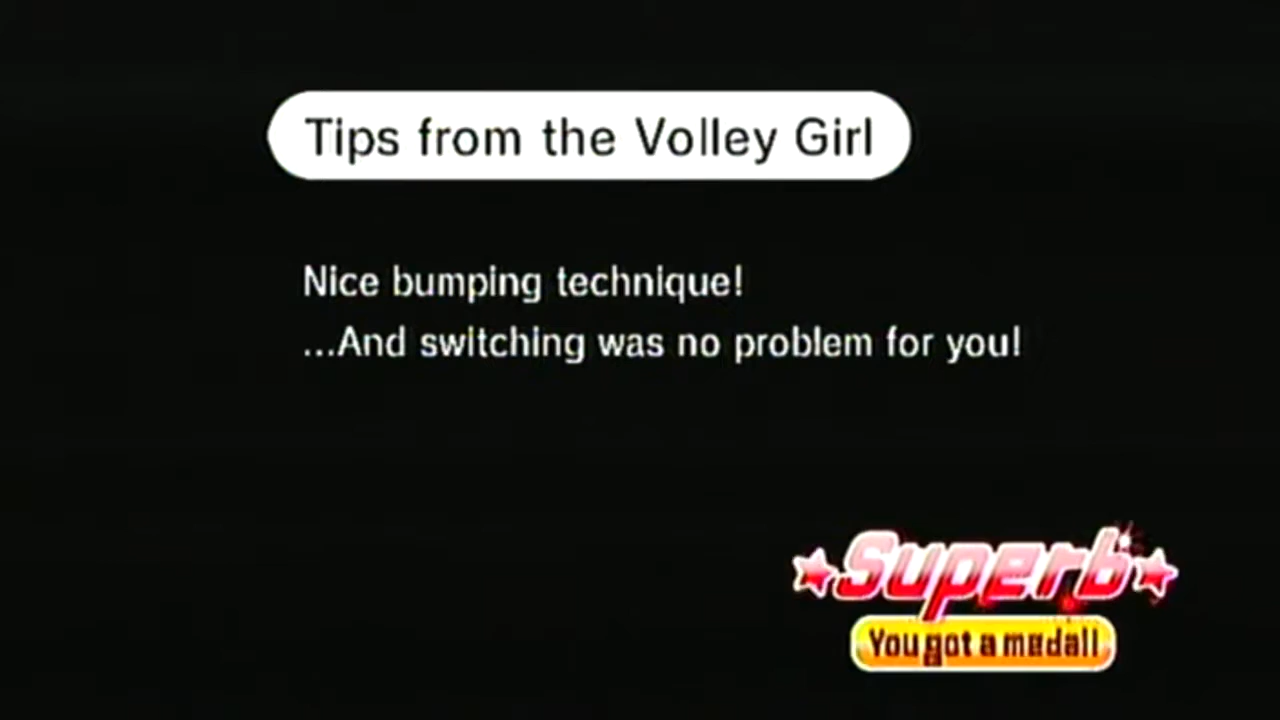 Tips from the Volley Girl
Nice bumping technique!
...And switching was no problem for you!
Superb
You got a medal!